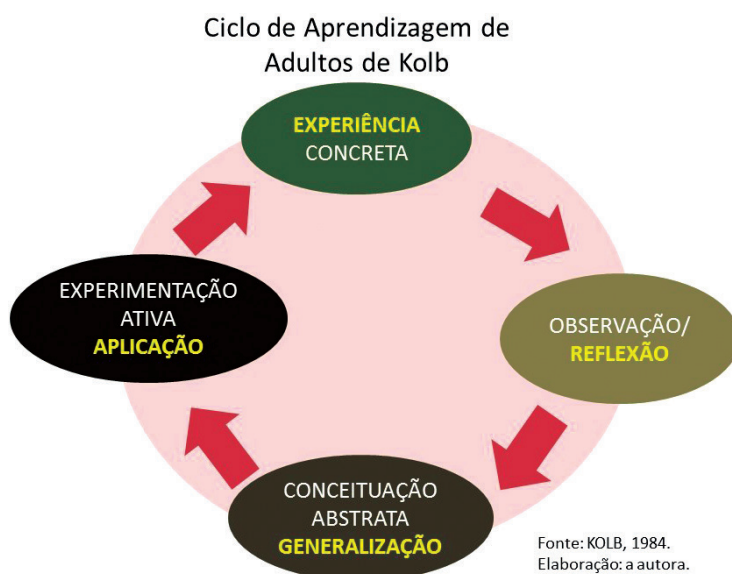 Ciclo de Aprendizagem de
Adultos de Kolb
EXPERIÊNCIA
CONCRETA
OBSERVAÇÃO/
REFLEXÃO
CONCEITUAÇÃO
ABSTRATA
GENERALIZAÇÃO
EXPERIMENTAÇÃO
ATIVA
APLICAÇÃO
Fonte: KOLB, 1984.
Elaboração: a autora.